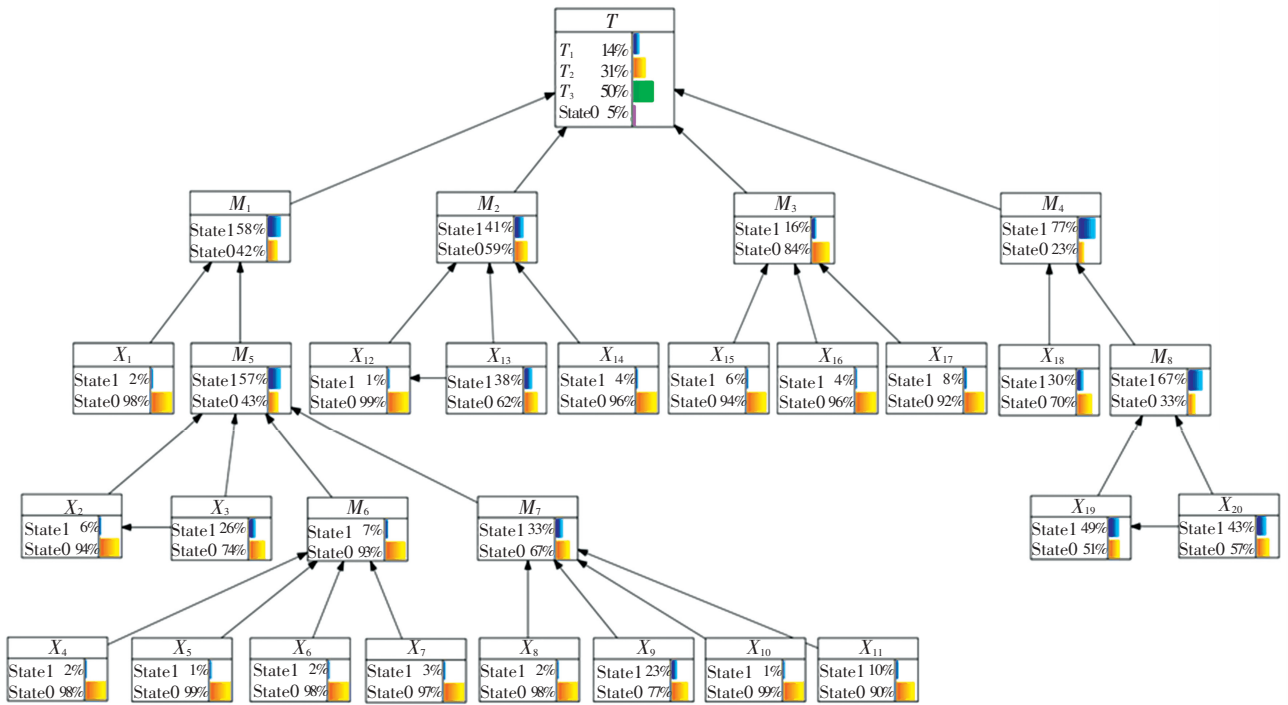 T
T₁ 14%
T₂ 31%
T₃ 50%
State0 5%
M₁
State1 58%
State0 42%
M₂
State1 41%
State0 59%
M₃
State1 16%
State0 84%
M₄
State1 77%
State0 23%
X₁
State1 2%
State0 98%
M₅
State1 57%
State0 43%
X₁₂
State1 1%
State0 99%
X₁₃
State1 38%
State0 62%
X₁₄
State1 4%
State0 96%
X₁₅
State1 6%
State0 94%
X₁₆
State1 4%
State0 96%
X₁₇
State1 8%
State0 92%
X₁₈
State1 30%
State0 70%
M₈
State1 67%
State0 33%
X₂
State1 6%
State0 94%
X₃
State1 26%
State0 74%
M₆
State1 7%
State0 93%
M₇
State1 33%
State0 67%
X₁₉
State1 49%
State0 51%
X₂₀
State1 43%
State0 57%
X₄
State1 2%
State0 98%
X₅
State1 1%
State0 99%
X₆
State1 2%
State0 98%
X₇
State1 3%
State0 97%
X₈
State1 2%
State0 98%
X₉
State1 23%
State0 77%
X₁₀
State1 1%
State0 99%
X₁₁
State1 10%
State0 90%